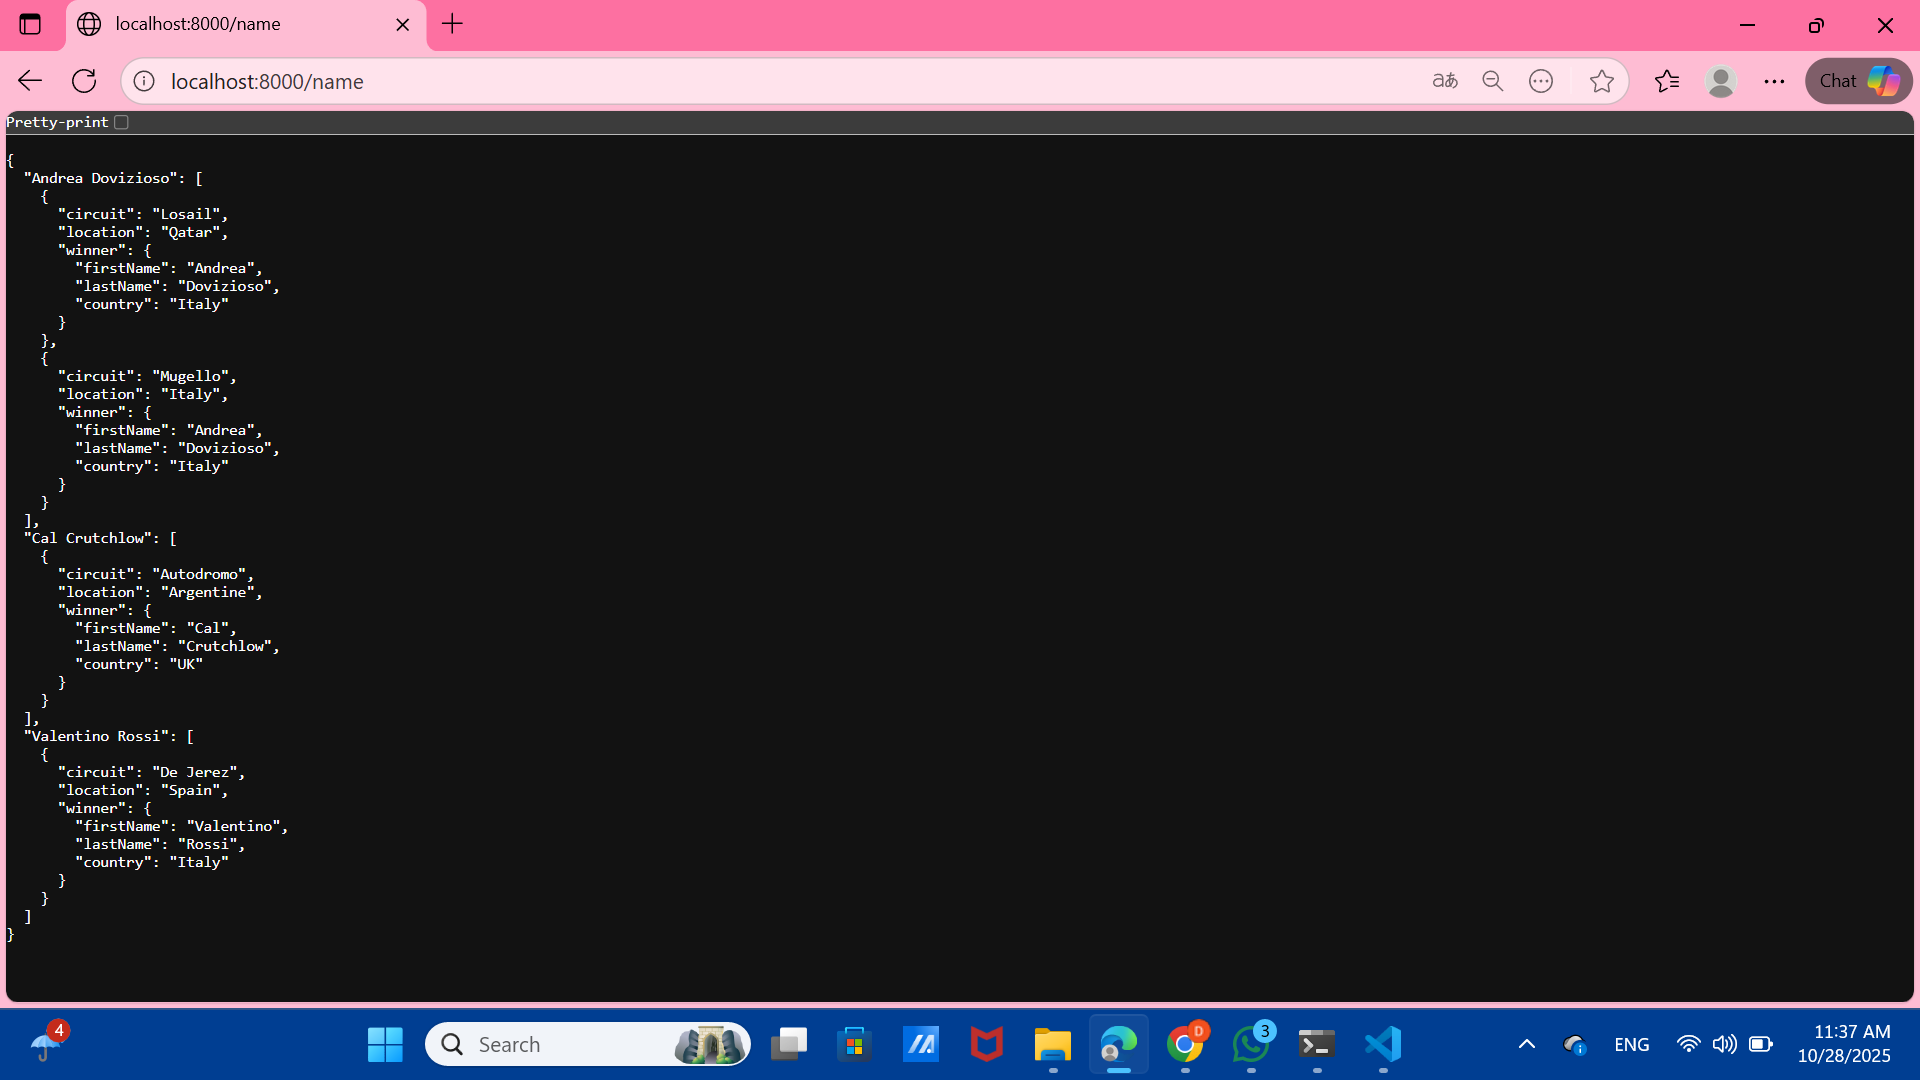 localhost:8000/name
localhost:8000/name
aあ
Chat
Pretty-print
{
  "Andrea Dovizioso": [
    {
      "circuit": "Losail",
      "location": "Qatar",
      "winner": {
        "firstName": "Andrea",
        "lastName": "Dovizioso",
        "country": "Italy"
      }
    },
    {
      "circuit": "Mugello",
      "location": "Italy",
      "winner": {
        "firstName": "Andrea",
        "lastName": "Dovizioso",
        "country": "Italy"
      }
    }
  ],
  "Cal Crutchlow": [
    {
      "circuit": "Autodromo",
      "location": "Argentine",
      "winner": {
        "firstName": "Cal",
        "lastName": "Crutchlow",
        "country": "UK"
      }
    }
  ],
  "Valentino Rossi": [
    {
      "circuit": "De Jerez",
      "location": "Spain",
      "winner": {
        "firstName": "Valentino",
        "lastName": "Rossi",
        "country": "Italy"
      }
    }
  ]
}
4
Search
D
3
ENG
11:37 AM
10/28/2025